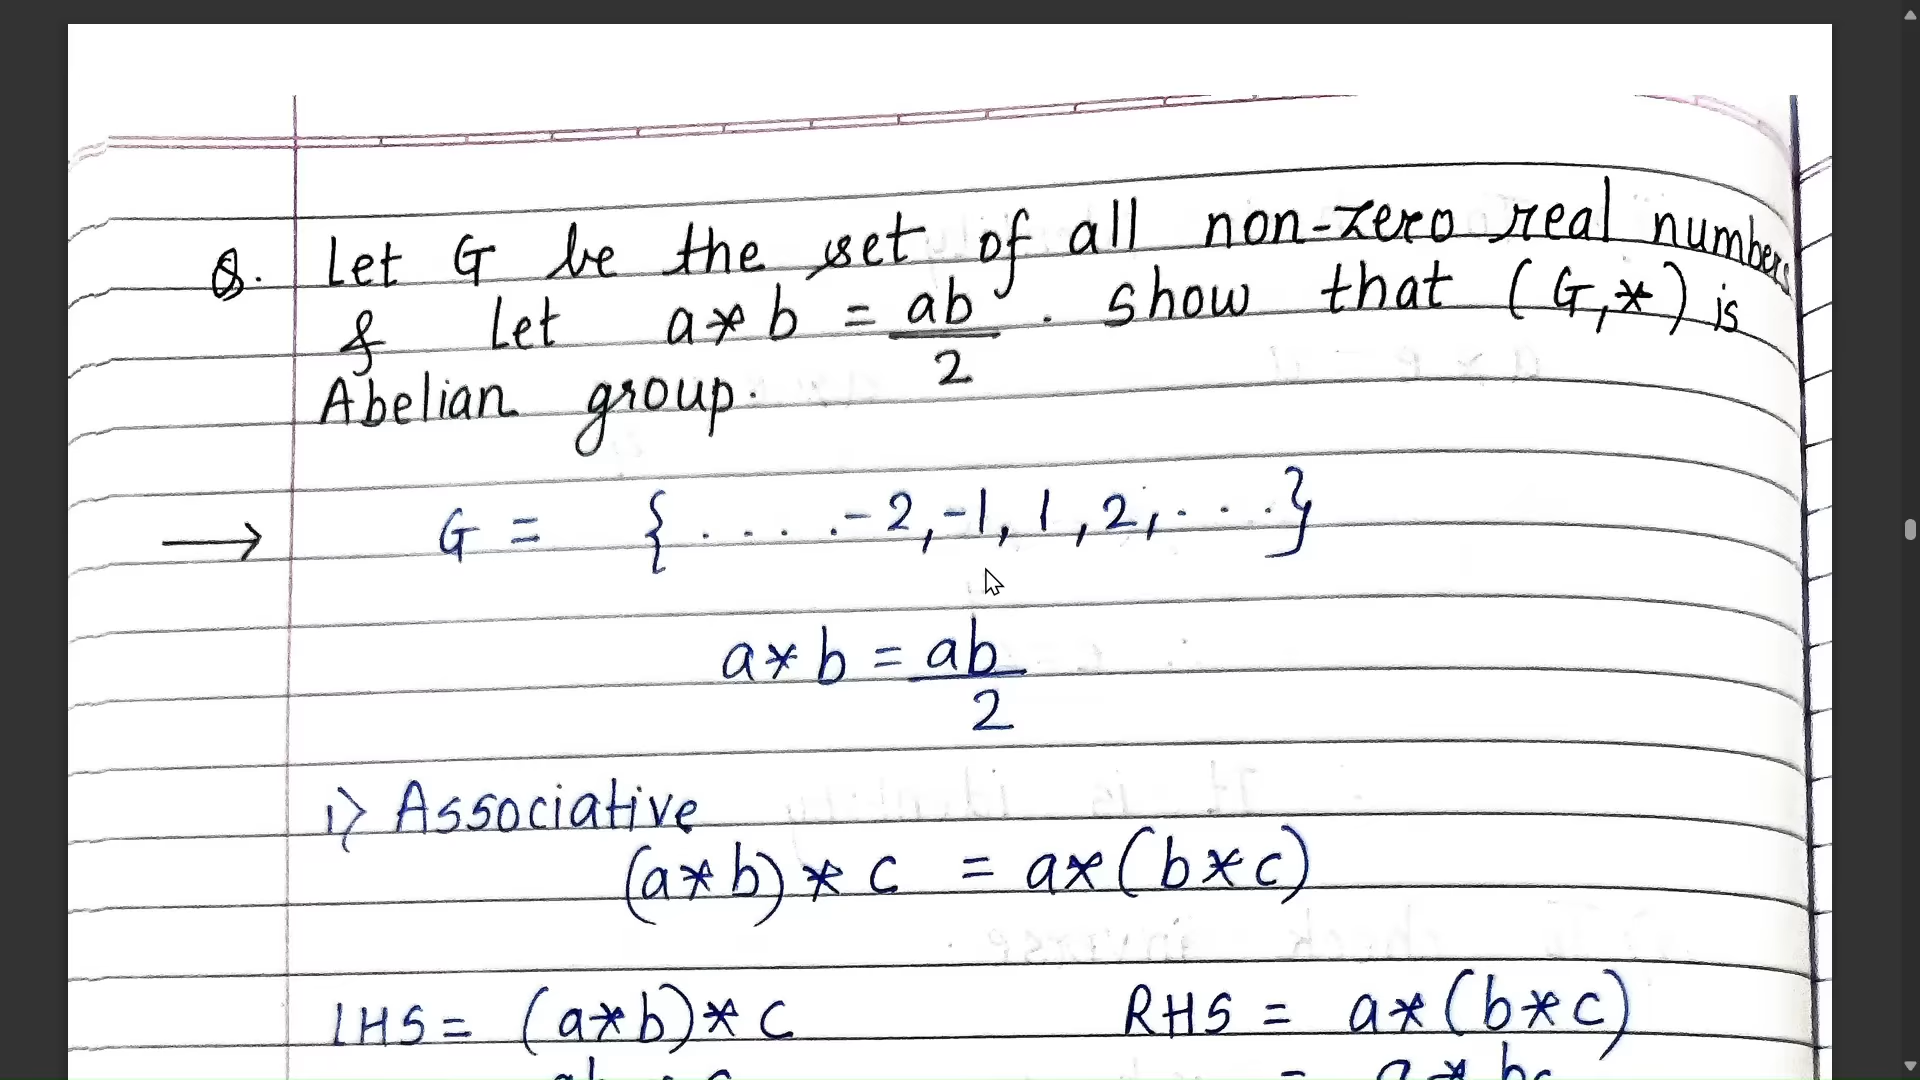 Q. Let G be the set of all non-zero real numbers
& Let a*b = ab/2 . show that (G,*) is
Abelian group.
→ G = {.....-2,-1,1,2,....}
a*b = ab/2
1) Associative
(a*b)*c = a*(b*c)
LHS = (a*b)*c RHS = a*(b*c)